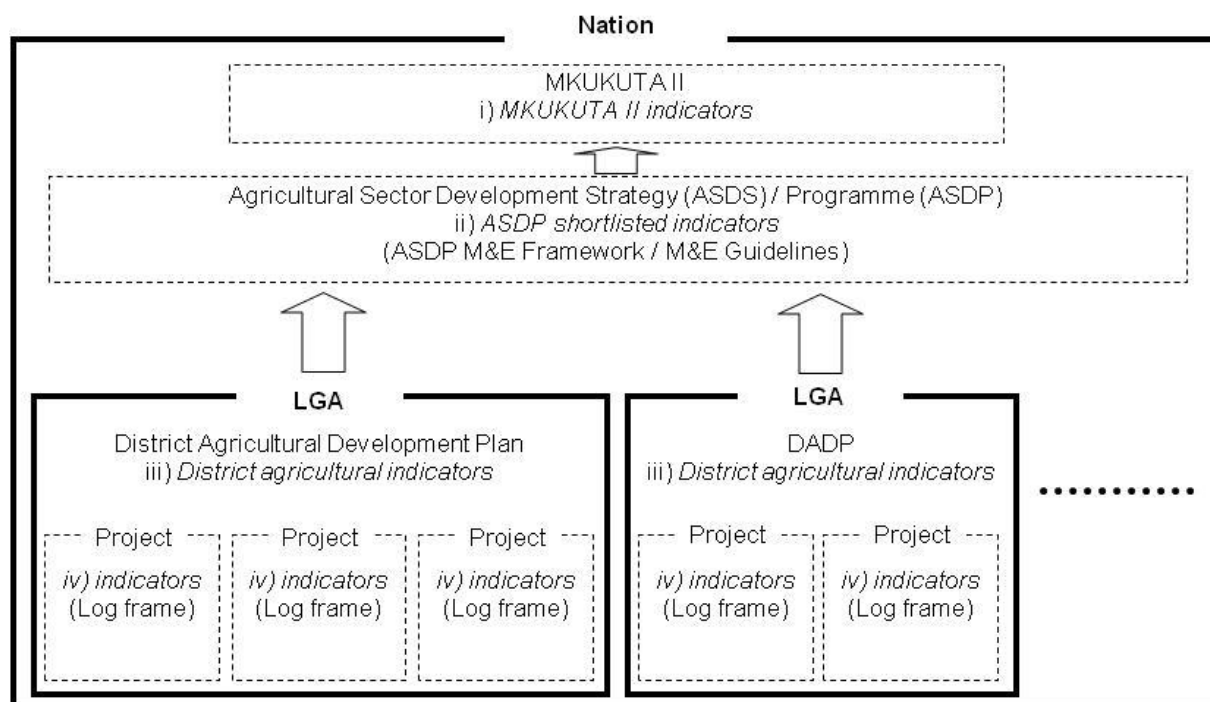 Nation
MKUKUTA II
i) MKUKUTA II indicators
Agricultural Sector Development Strategy (ASDS) / Programme (ASDP)
ii) ASDP shortlisted indicators
(ASDP M&E Framework / M&E Guidelines)
LGA
District Agricultural Development Plan
iii) District agricultural indicators
Project
iv) indicators
(Log frame)
Project
iv) indicators
(Log frame)
Project
iv) indicators
(Log frame)
LGA
DADP
iii) District agricultural indicators
Project
iv) indicators
(Log frame)
Project
iv) indicators
(Log frame)
...........